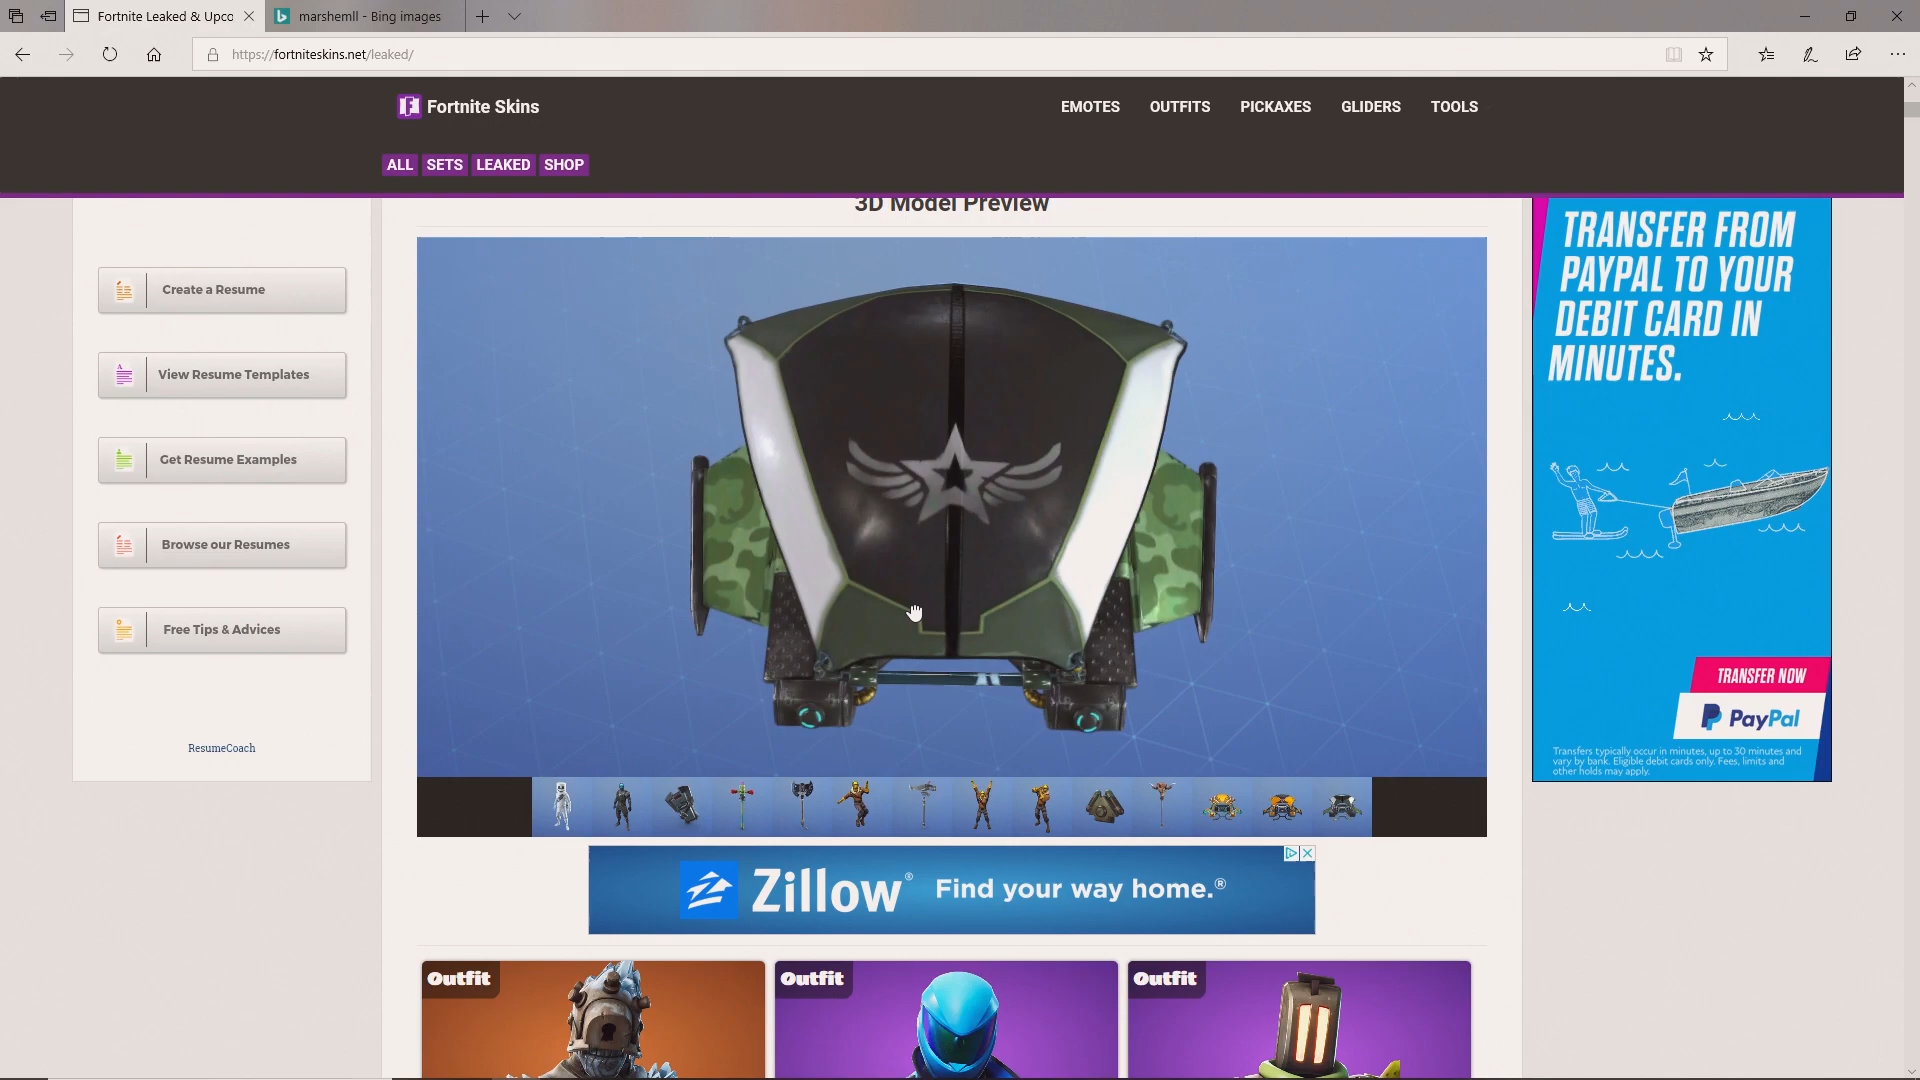 Fortnite Leaked & Upco
marshemll - Bing images
https://fortniteskins.net/leaked/
Fortnite Skins
EMOTES
OUTFITS
PICKAXES
GLIDERS
TOOLS
ALL
SETS
LEAKED
SHOP
3D Model Preview
Create a Resume
View Resume Templates
Get Resume Examples
Browse our Resumes
Free Tips & Advices
ResumeCoach
TRANSFER FROM
PAYPAL TO YOUR
DEBIT CARD IN
MINUTES.
TRANSFER NOW
PayPal
Transfers typically occur in minutes, up to 30 minutes and
vary by bank. Eligible debit cards only. Fees, limits and
other holds may apply.
Zillow® Find your way home.®
Outfit
Outfit
Outfit